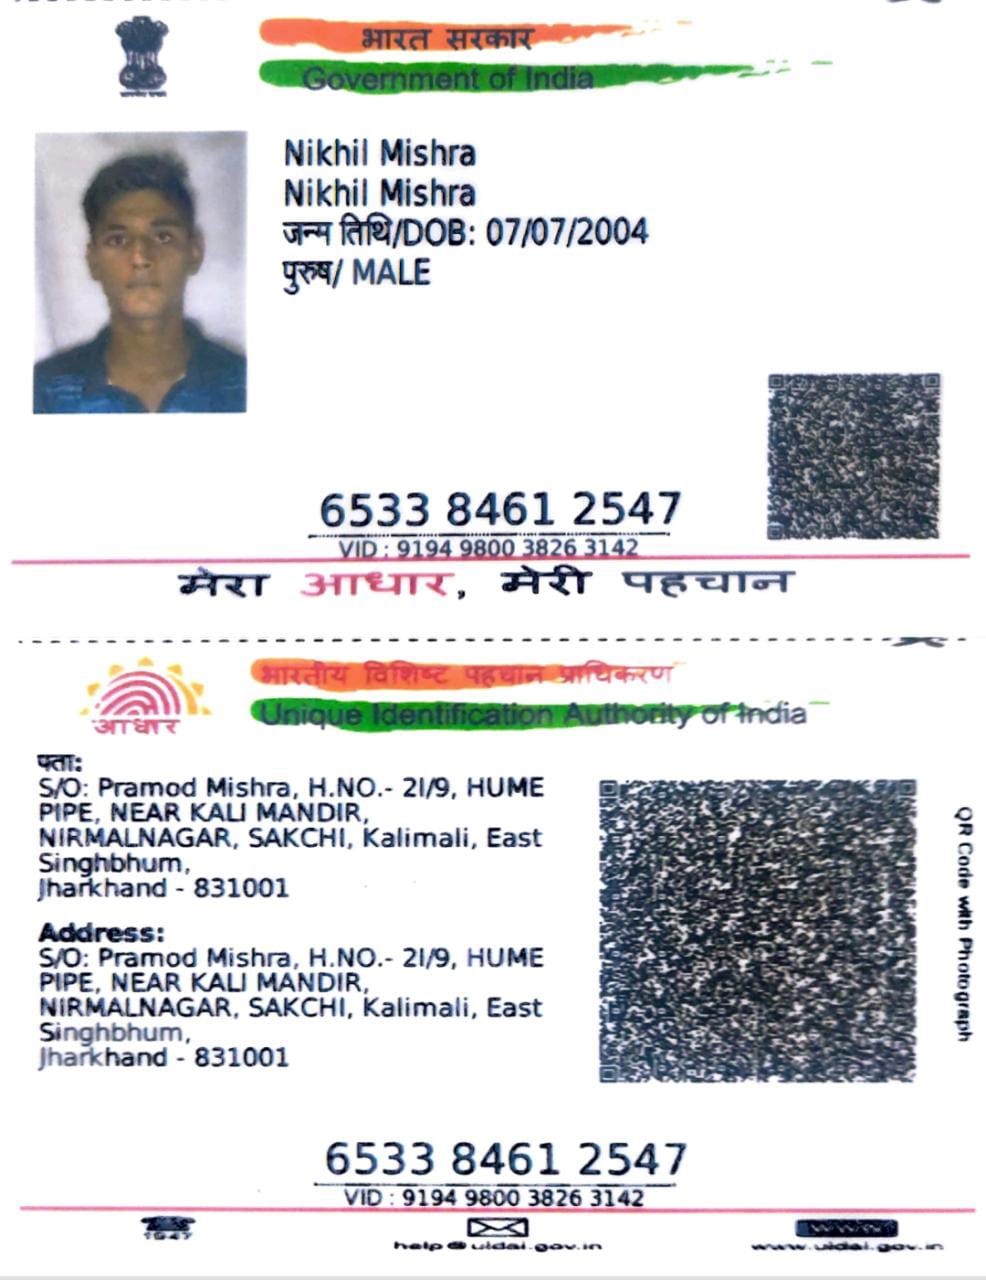 भारत सरकार
Government of India
Nikhil Mishra
Nikhil Mishra
जन्म तिथि/DOB: 07/07/2004
पुरुष/ MALE
6533 8461 2547
VID : 9194 9800 3826 3142
मेरा आधार, मेरी पहचान
भारतीय विशिष्ट पहचान प्राधिकरण
Unique Identification Authority of India
आधार
पता:
S/O: Pramod Mishra, H.NO.- 2I/9, HUME
PIPE, NEAR KALI MANDIR,
NIRMALNAGAR, SAKCHI, Kalimali, East
Singhbhum,
Jharkhand - 831001
Address:
S/O: Pramod Mishra, H.NO.- 2I/9, HUME
PIPE, NEAR KALI MANDIR,
NIRMALNAGAR, SAKCHI, Kalimali, East
Singhbhum,
Jharkhand - 831001
QR Code with Photograph
6533 8461 2547
VID : 9194 9800 3826 3142
1947
help@uidai.gov.in
www.uidai.gov.in